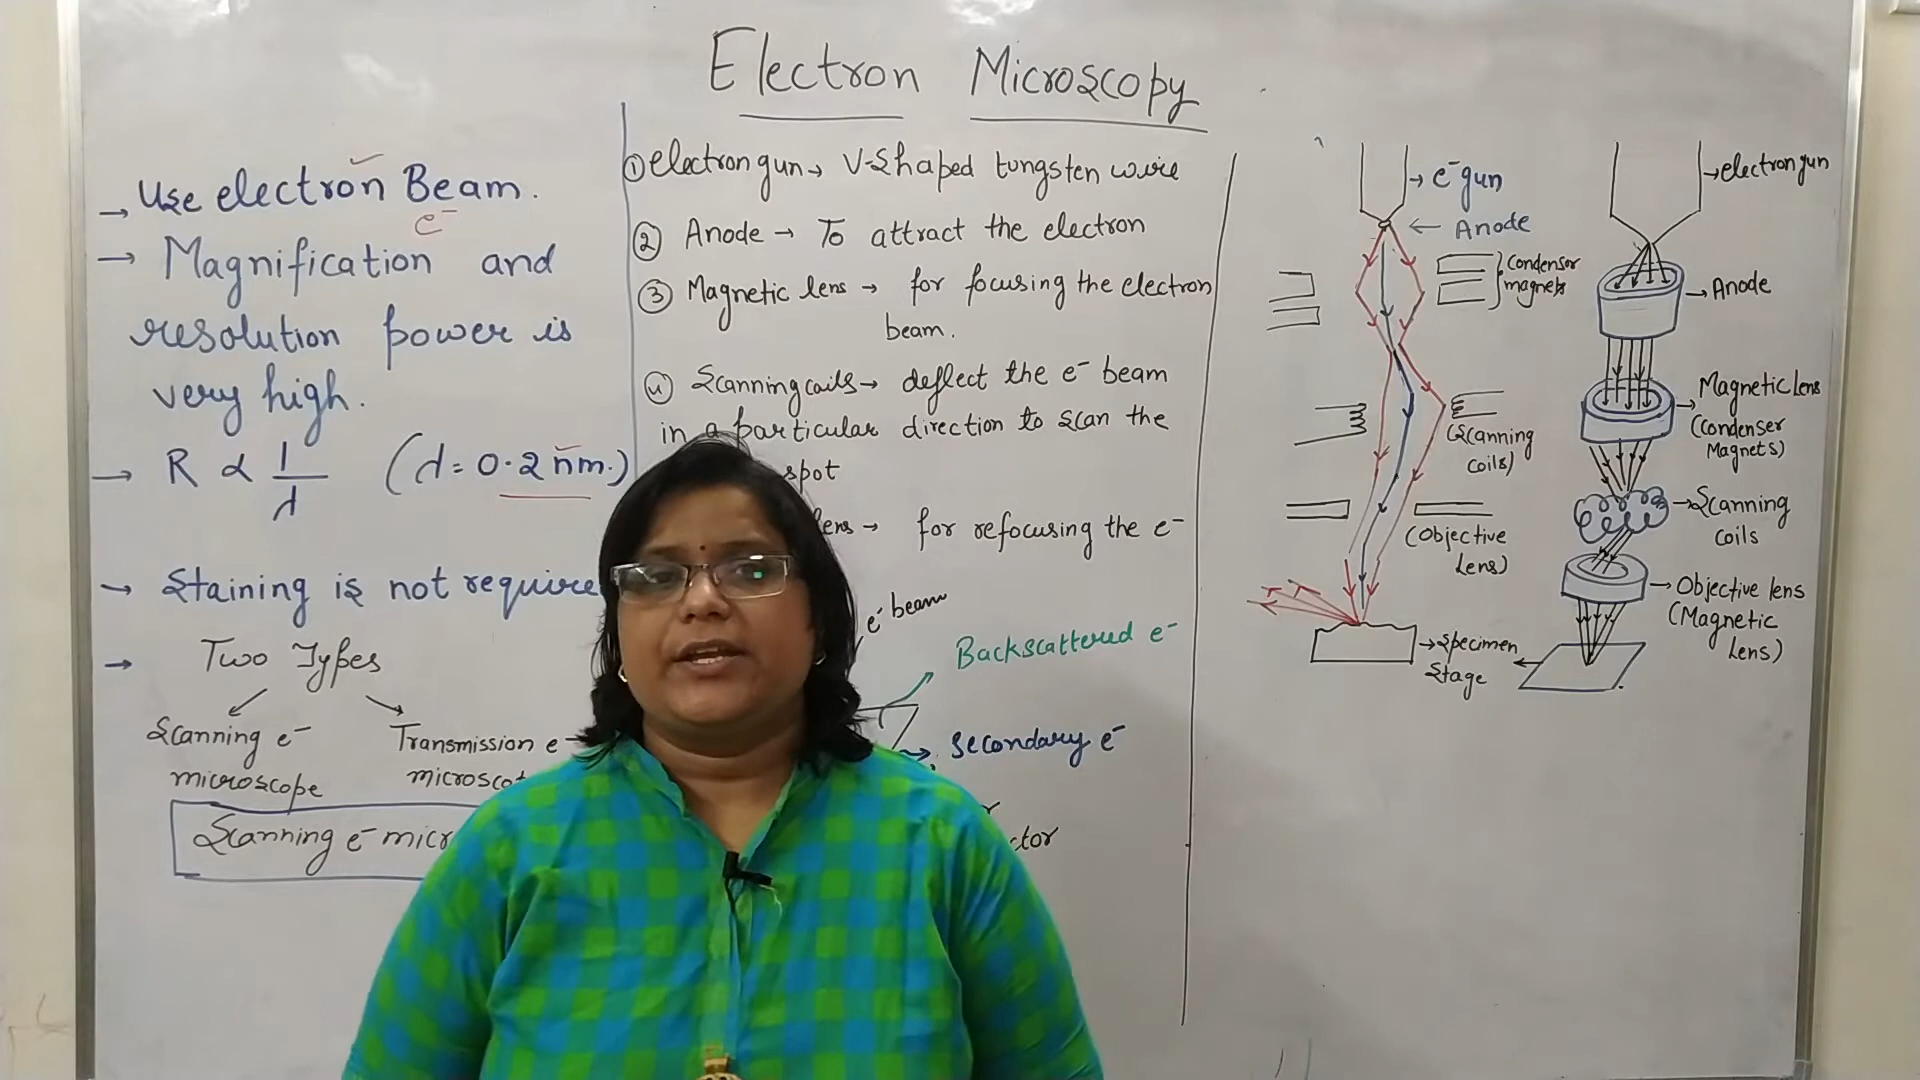 Electron Microscopy
→ Use electron Beam.
e⁻
→ Magnification and
resolution power is
very high.
→ R ∝ 1/λ (λ = 0.2 nm.)
→ Staining is not require
→ Two Types
Scanning e⁻
microscope
Transmission e⁻
Scanning e⁻ micr
① electron gun → V-Shaped tungsten wire
② Anode → To attract the electron
③ Magnetic lens → for focusing the electron
beam.
④ Scanning coils → deflect the e⁻ beam
in a particular direction to scan the
spot
lens → for refocusing the e⁻
e⁻ beam
Backscattered e⁻
Secondary e⁻
ctor
→ e⁻ gun
← Anode
Condensor
magnets
(Scanning
coils)
(Objective
Lens)
→ Specimen
Stage
→ electron gun
→ Anode
→ Magnetic Lens
(Condenser
Magnets)
→ Scanning
coils
→ Objective lens
(Magnetic
Lens)